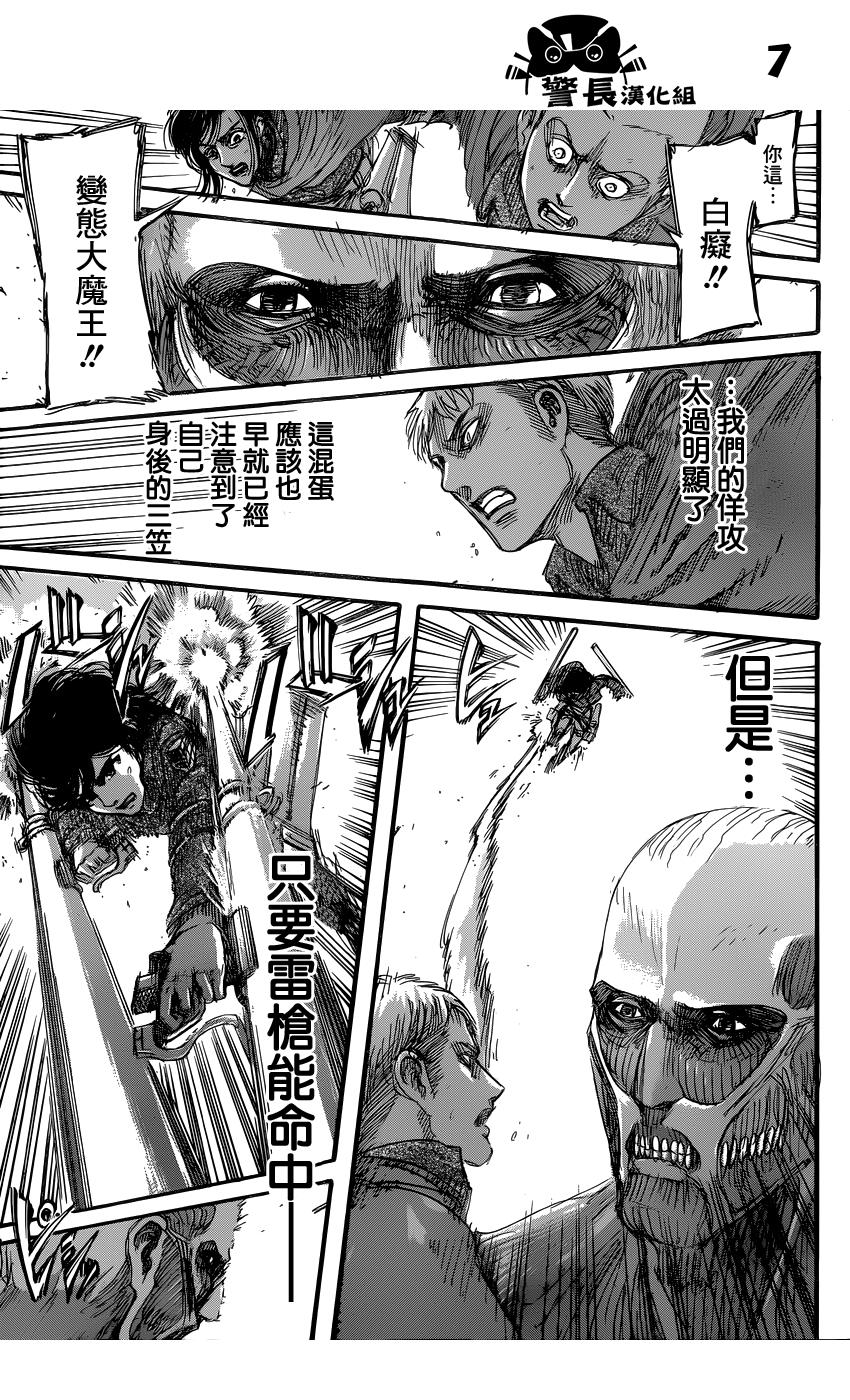 警長漢化組
7
你這…
白癡!!
變態大魔王!!
…我們的佯攻
太過明顯了
這混蛋
應該也
早就已經
注意到了
自己
身後的三笠
但是…
ビュ
只要雷槍能命中——